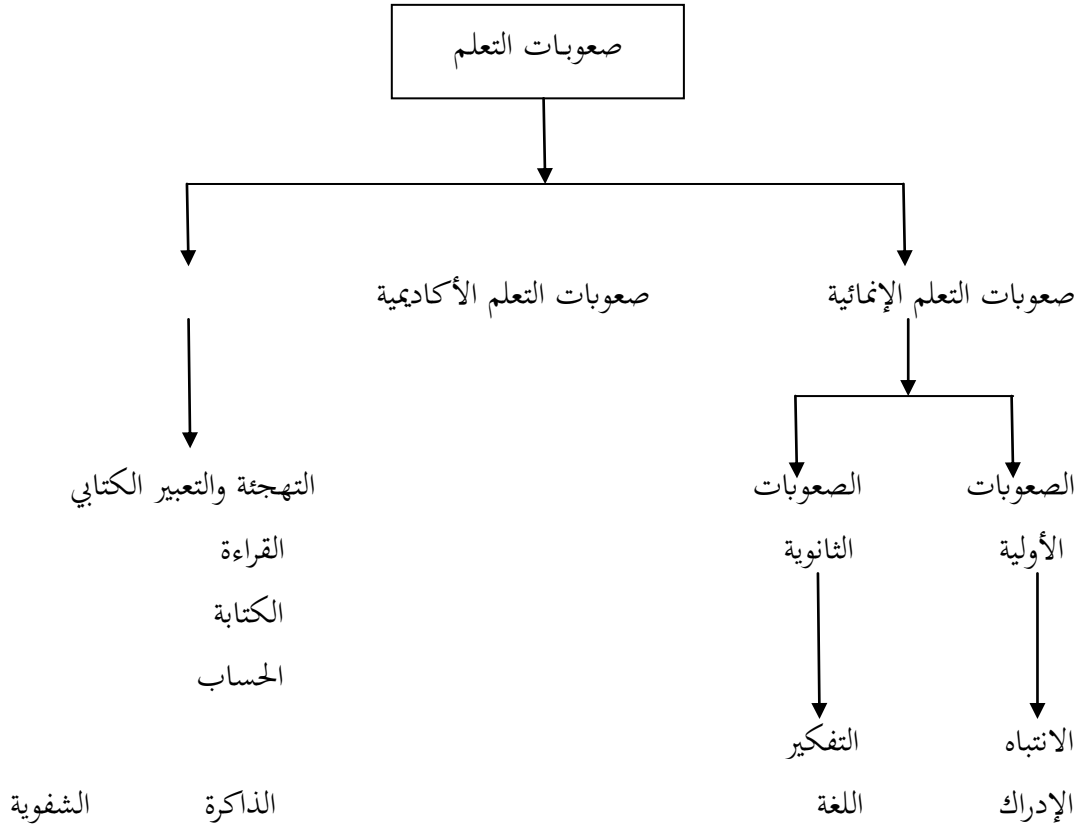 صعوبات التعلم
صعوبات التعلم الإنمائية صعوبات التعلم الأكاديمية
الصعوبات الصعوبات التهجئة والتعبير الكتابي
الأولية الثانوية القراءة
الكتابة
الحساب
الانتباه التفكير
الإدراك اللغة الذاكرة الشفوية